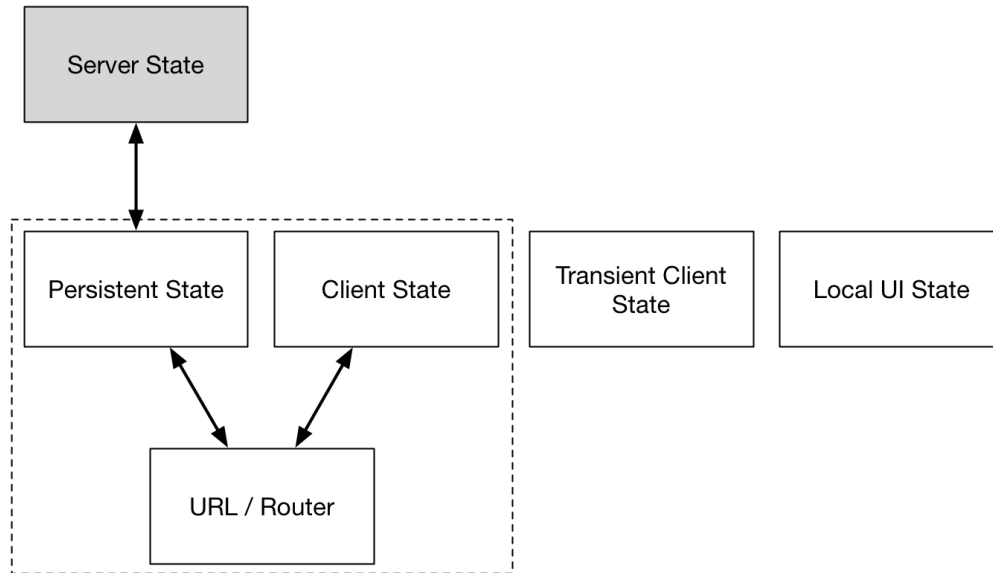 Server State
Persistent State
Client State
Transient Client
State
Local UI State
URL / Router